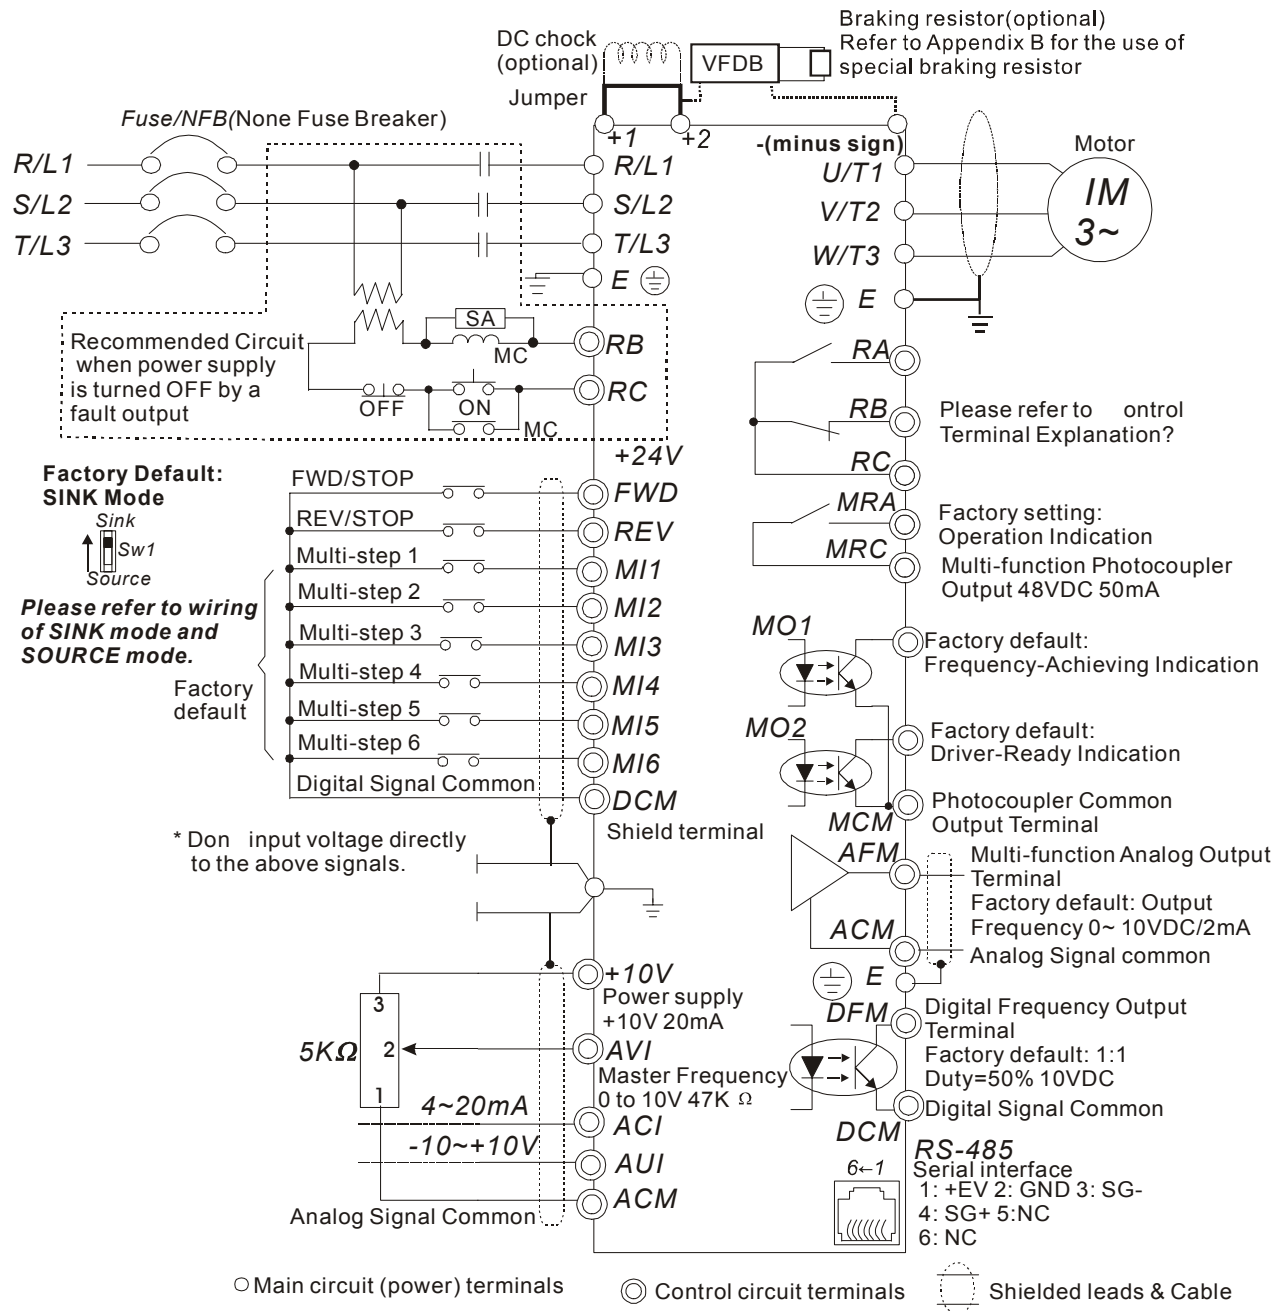 DC chock
(optional)
Jumper
VFDB
Braking resistor(optional)
Refer to Appendix B for the use of
special braking resistor
Fuse/NFB(None Fuse Breaker)
+1
+2
-(minus sign)
R/L1
S/L2
T/L3
R/L1
S/L2
T/L3
E
U/T1
V/T2
W/T3
E
Motor
IM
3~
Recommended Circuit
when power supply
is turned OFF by a
fault output
SA
MC
RB
RC
OFF
ON
MC
RA
RB
RC
Please refer to ontrol
Terminal Explanation?
+24V
Factory Default:
SINK Mode
Sink
Sw1
Source
Please refer to wiring
of SINK mode and
SOURCE mode.
Factory
default
FWD/STOP
REV/STOP
Multi-step 1
Multi-step 2
Multi-step 3
Multi-step 4
Multi-step 5
Multi-step 6
Digital Signal Common
FWD
REV
MI1
MI2
MI3
MI4
MI5
MI6
DCM
Shield terminal
* Don input voltage directly
to the above signals.
MRA
MRC
Factory setting:
Operation Indication
Multi-function Photocoupler
Output 48VDC 50mA
MO1
Factory default:
Frequency-Achieving Indication
MO2
Factory default:
Driver-Ready Indication
MCM
Photocoupler Common
Output Terminal
AFM
Multi-function Analog Output
Terminal
Factory default: Output
Frequency 0~ 10VDC/2mA
ACM
Analog Signal common
E
DFM
Digital Frequency Output
Terminal
Factory default: 1:1
Duty=50% 10VDC
Digital Signal Common
DCM
+10V
Power supply
+10V 20mA
3
5KΩ
2
1
AVI
Master Frequency
0 to 10V 47K Ω
4~20mA
ACI
-10~+10V
AUI
ACM
Analog Signal Common
RS-485
Serial interface
6←1
1: +EV 2: GND 3: SG-
4: SG+ 5:NC
6: NC
Main circuit (power) terminals
Control circuit terminals
Shielded leads & Cable